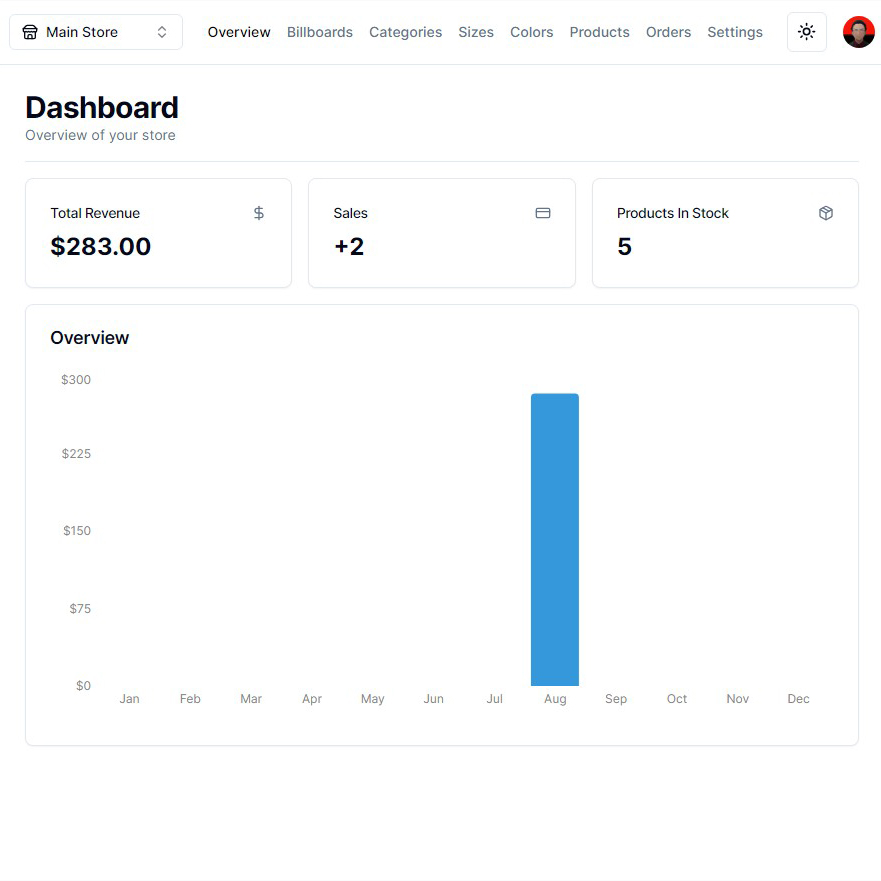 Main Store Overview Billboards Categories Sizes Colors Products Orders Settings
Dashboard
Overview of your store
Total Revenue
$283.00
Sales
+2
Products In Stock
5
Overview
$300
$225
$150
$75
$0
Jan Feb Mar Apr May Jun Jul Aug Sep Oct Nov Dec